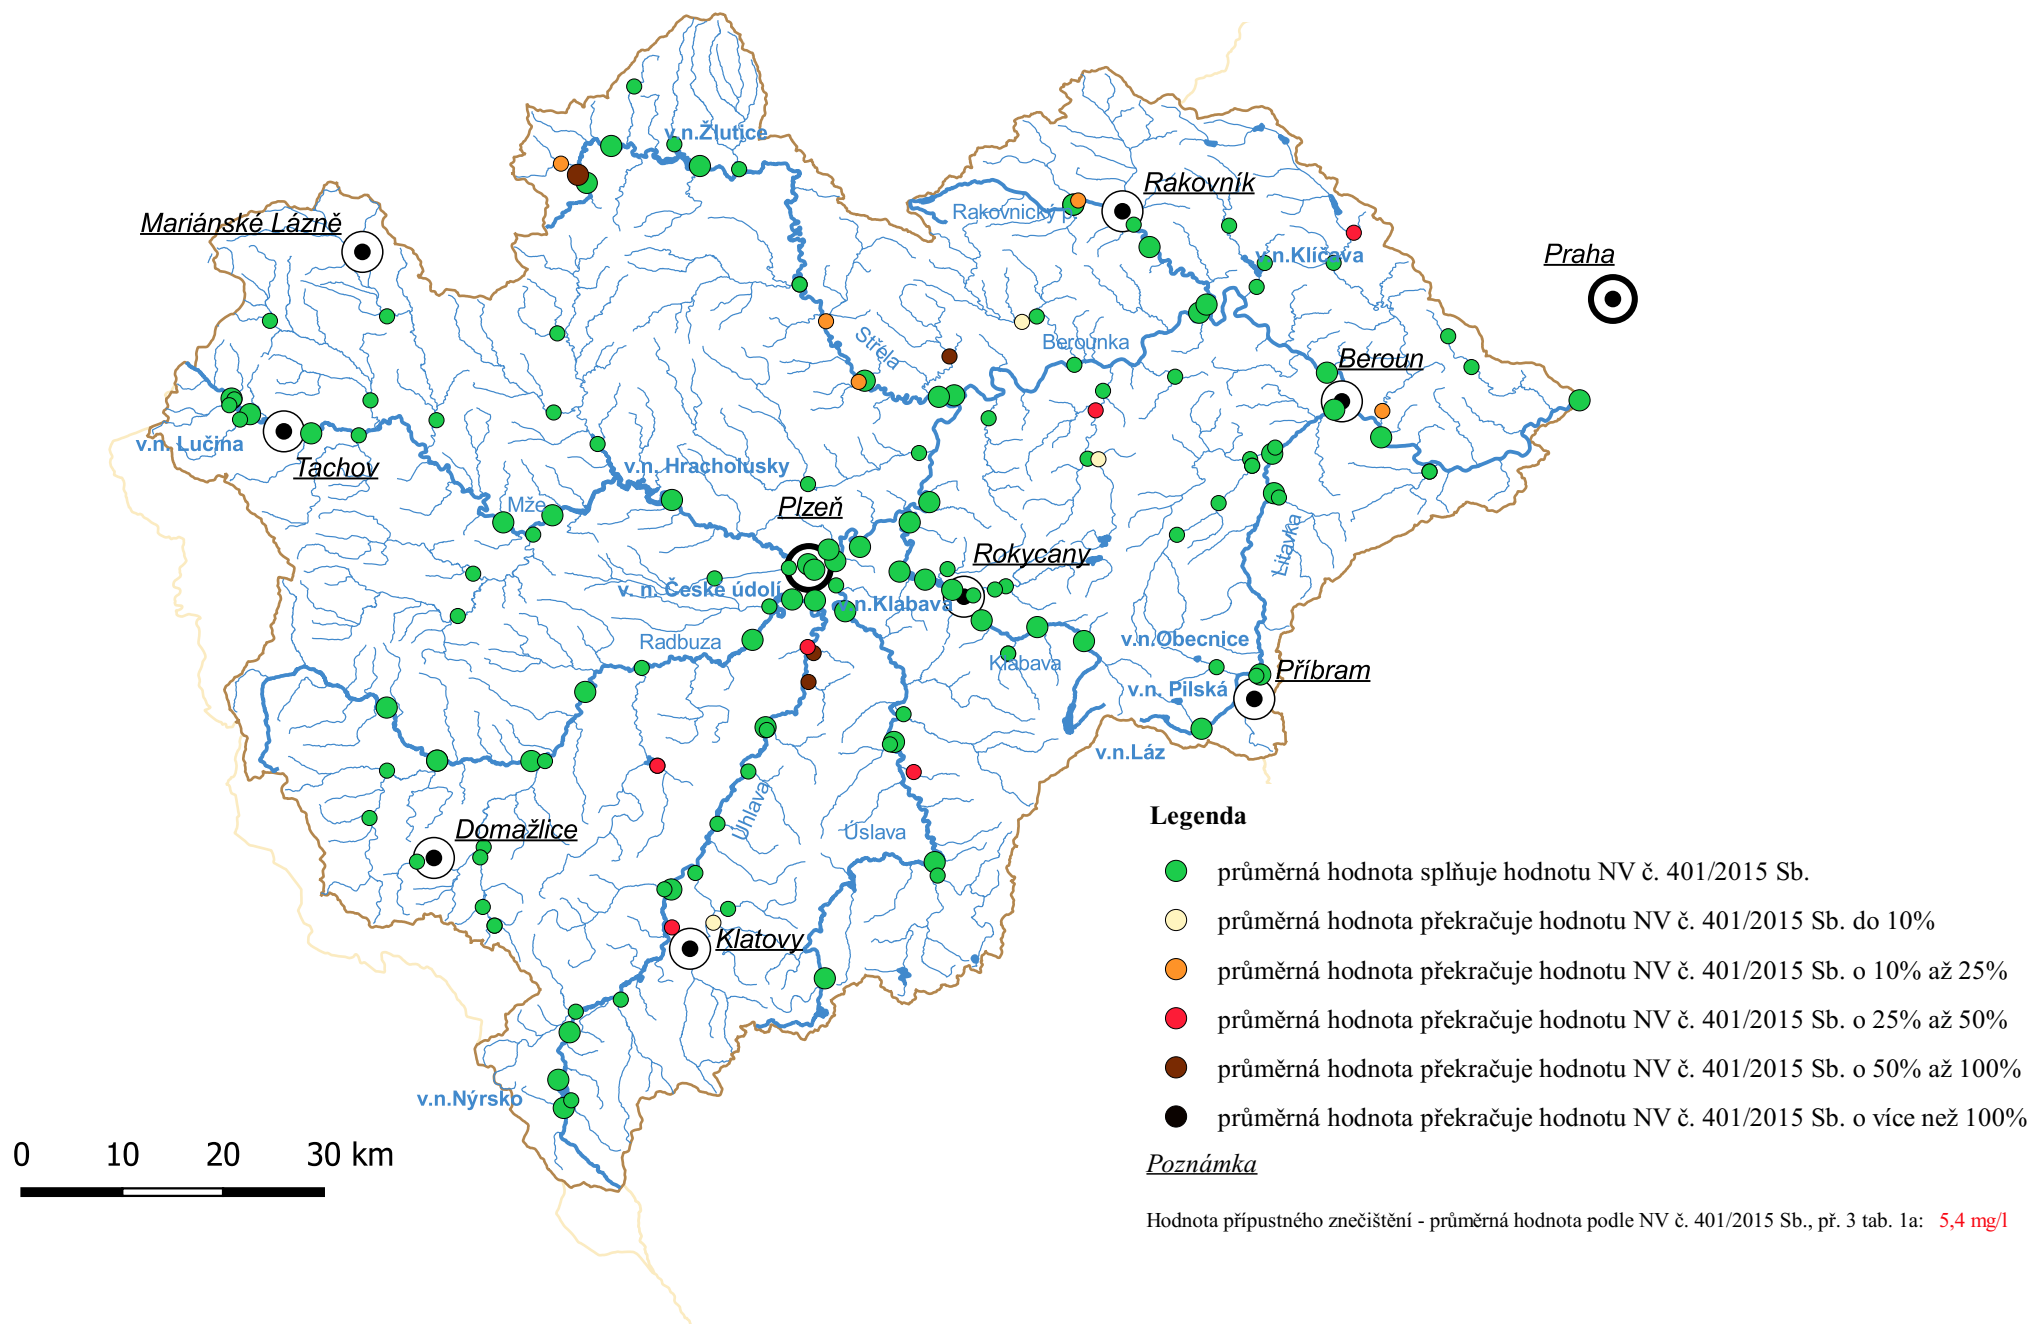 v.n.Žlutice
Rakovník
Mariánské Lázně
Rakovnický p.
Praha
v.n.Klíčava
Střela
Berounka
Beroun
v.n. Lučina
Tachov
v.n. Hracholusky
Mže
Plzeň
Rokycany
Litavka
v. n. České údolí
v.n.Klabava
Radbuza
Klabava
v.n.Obecnice
Příbram
v.n. Pilská
v.n.Láz
Úhlava
Úslava
Domažlice
Klatovy
v.n.Nýrsko
0 10 20 30 km
Legenda
průměrná hodnota splňuje hodnotu NV č. 401/2015 Sb.
průměrná hodnota překračuje hodnotu NV č. 401/2015 Sb. do 10%
průměrná hodnota překračuje hodnotu NV č. 401/2015 Sb. o 10% až 25%
průměrná hodnota překračuje hodnotu NV č. 401/2015 Sb. o 25% až 50%
průměrná hodnota překračuje hodnotu NV č. 401/2015 Sb. o 50% až 100%
průměrná hodnota překračuje hodnotu NV č. 401/2015 Sb. o více než 100%
Poznámka
Hodnota přípustného znečištění - průměrná hodnota podle NV č. 401/2015 Sb., př. 3 tab. 1a: 5,4 mg/l